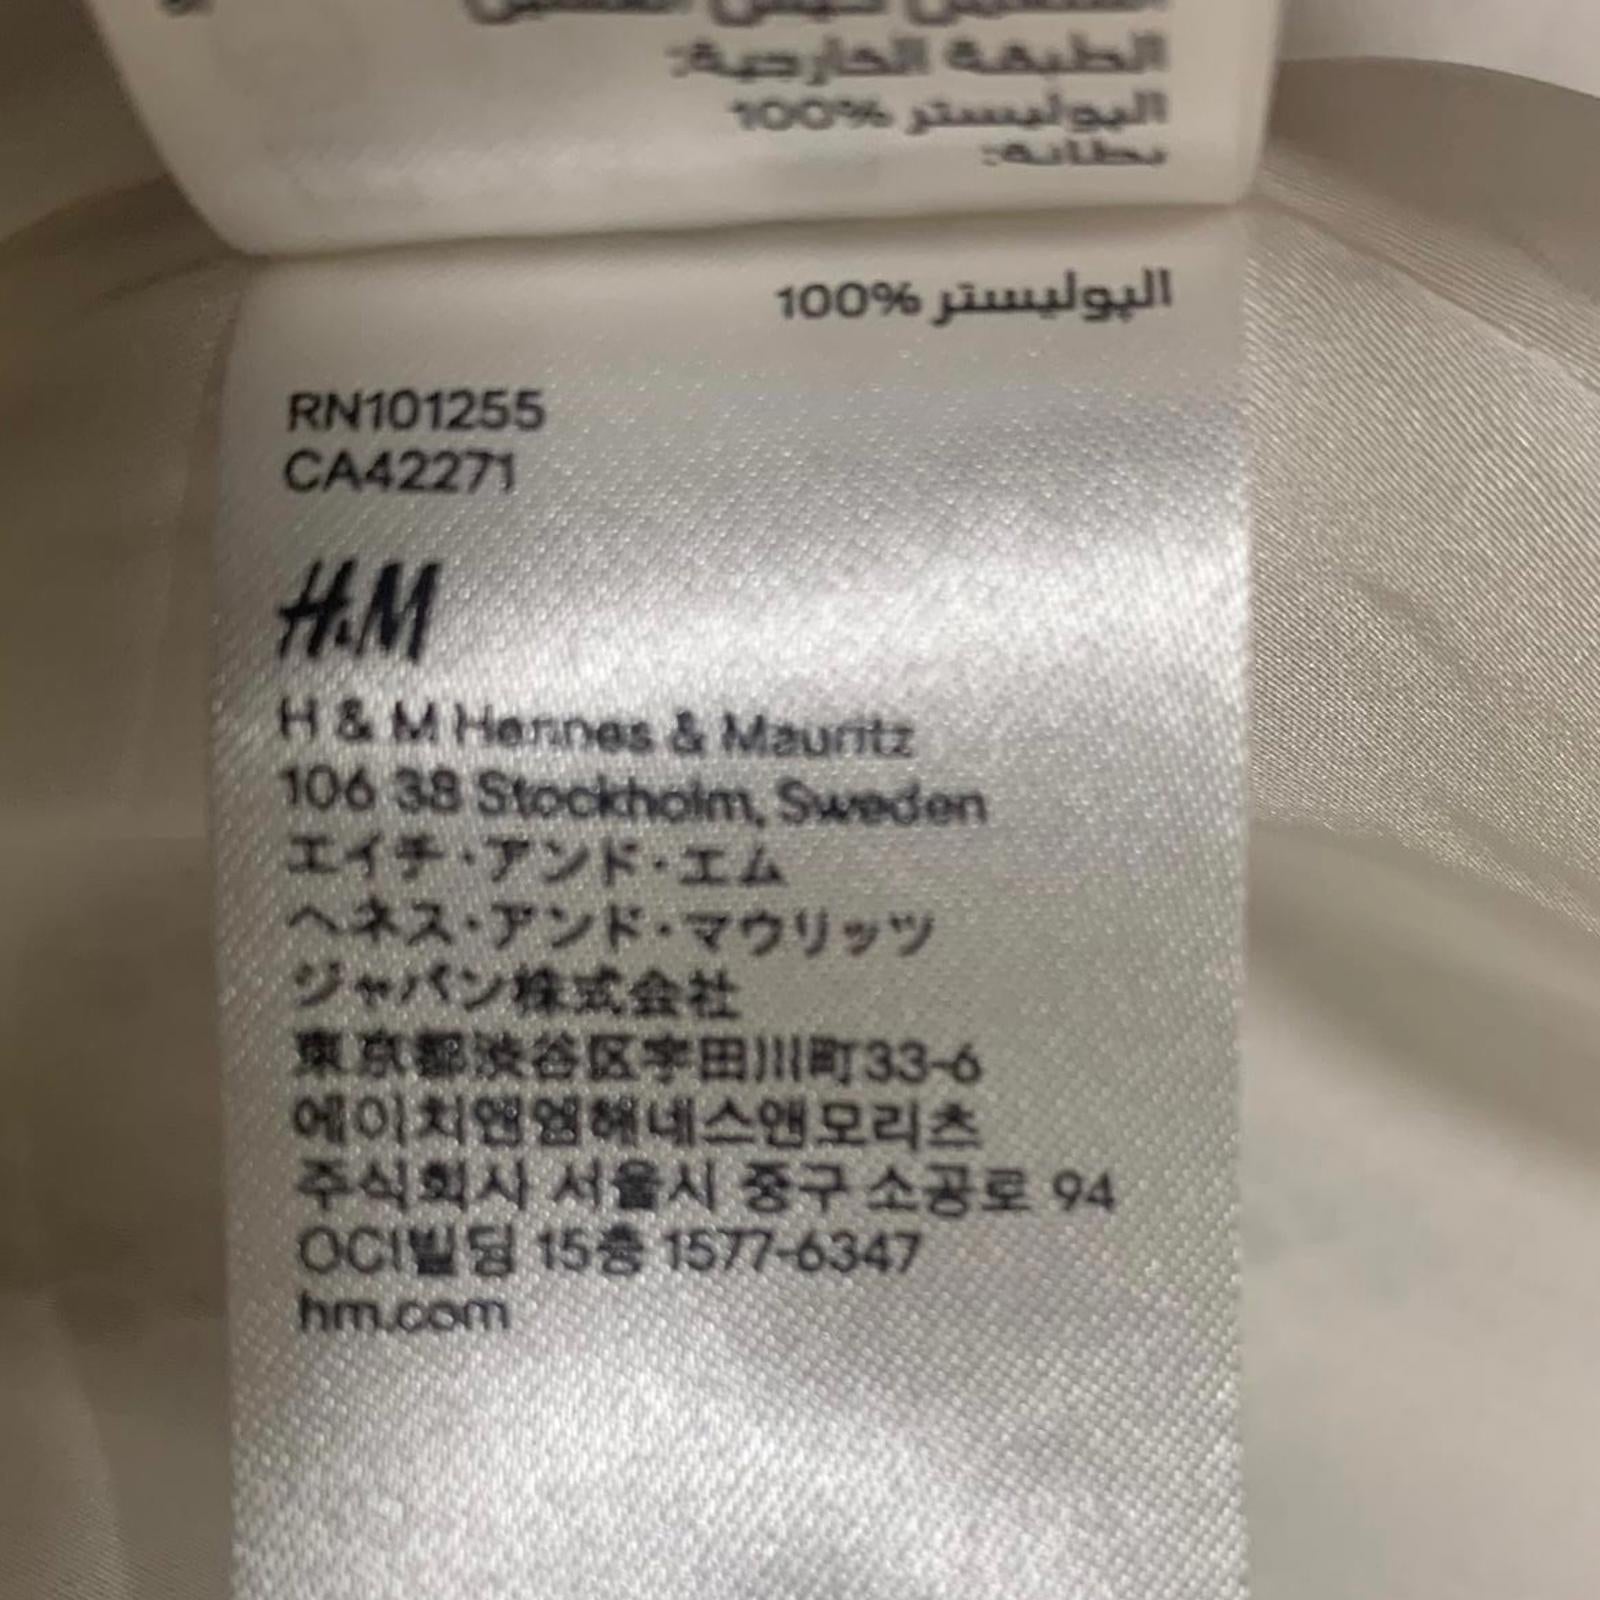 الطبقة الخارجية:
البوليستر 100%
بطانة:
البوليستر 100%
RN101255
CA42271
H&M
H & M Hennes & Mauritz
106 38 Stockholm, Sweden
エイチ・アンド・エム
ヘネス・アンド・マウリッツ
ジャパン株式会社
東京都渋谷区宇田川町33-6
에이치앤엠헤네스앤모리츠
주식회사 서울시 중구 소공로 94
OCI빌딩 15층 1577-6347
hm.com